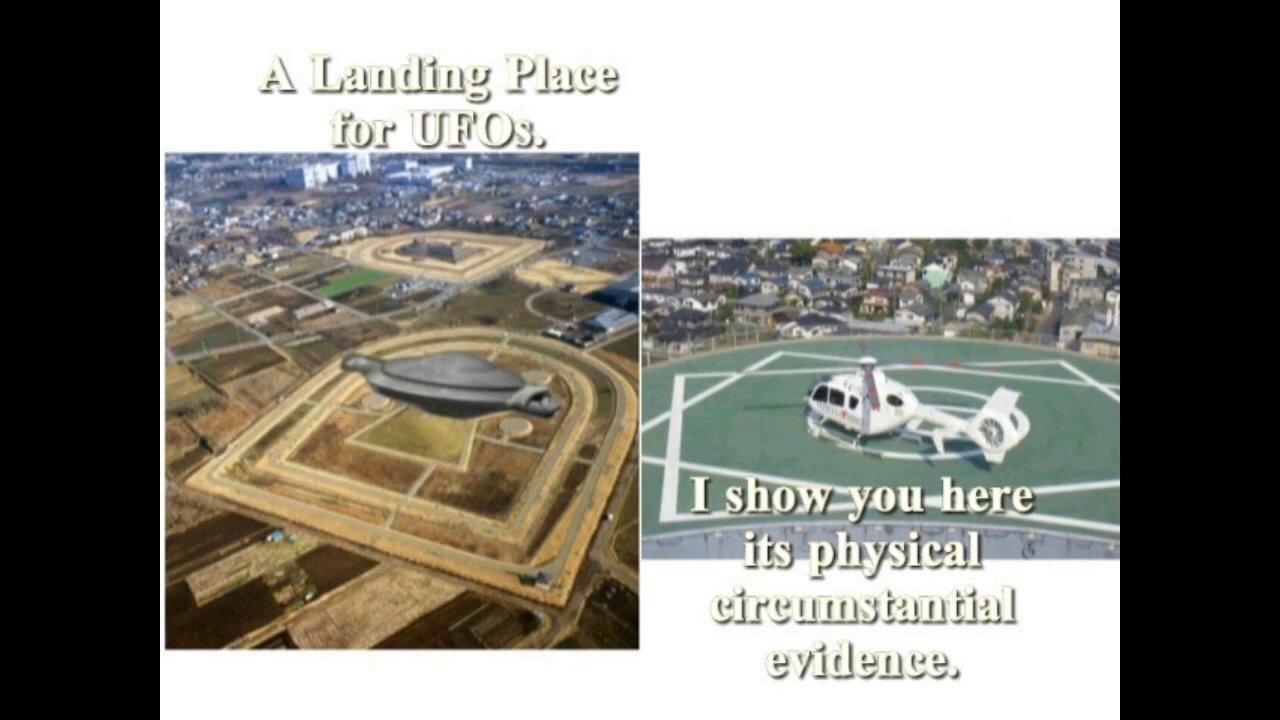 A Landing Place
for UFOs.
I show you here
its physical
circumstantial
evidence.